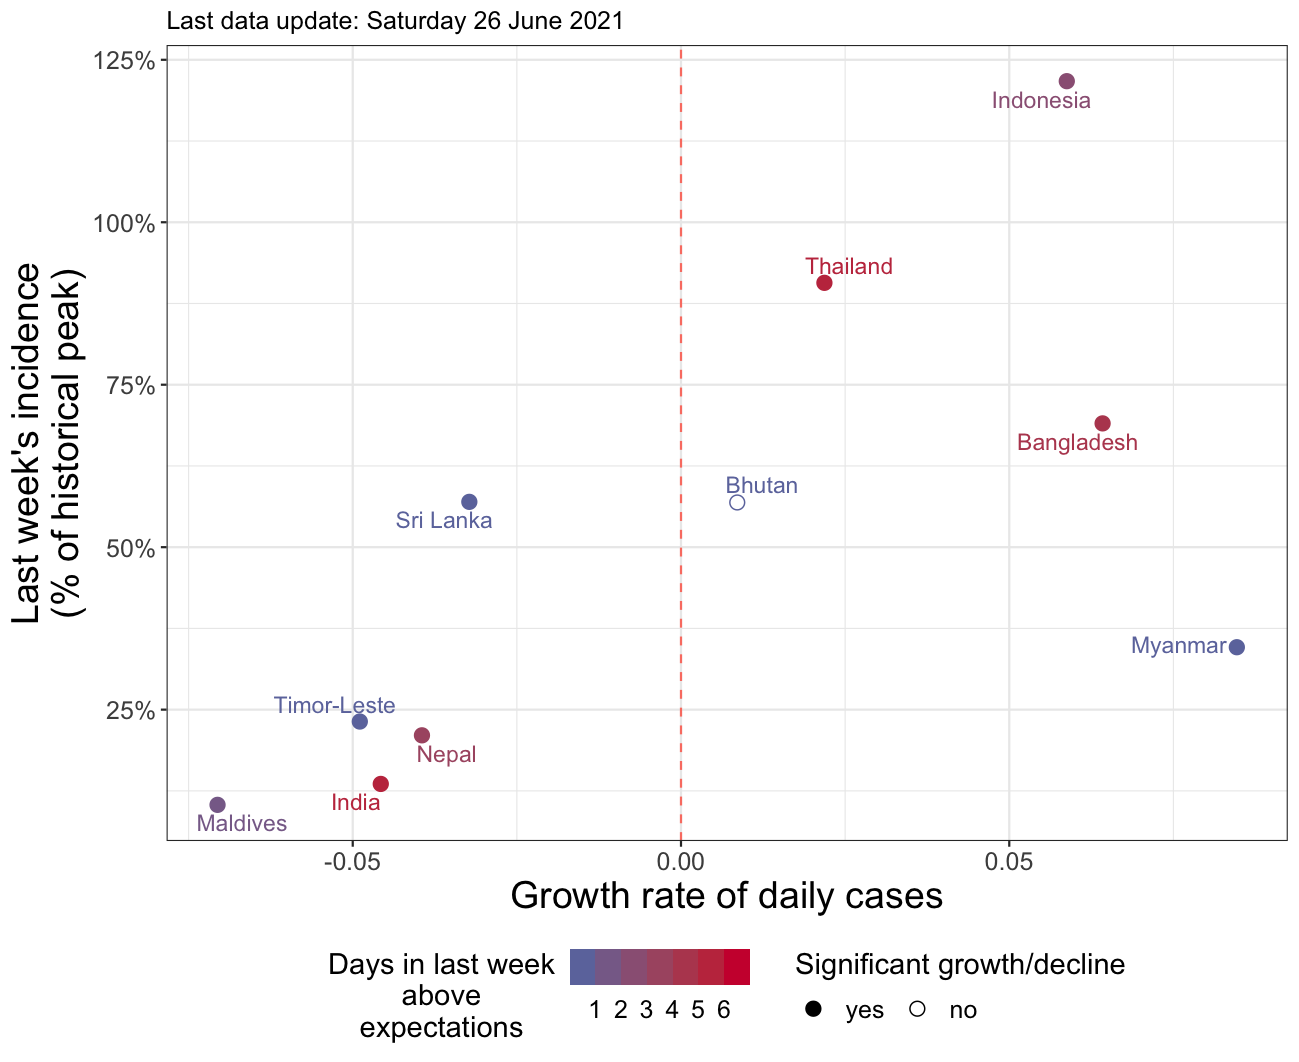 Last data update: Saturday 26 June 2021
125%
100%
75%
50%
25%
Last week's incidence
(% of historical peak)
Indonesia
Thailand
Bangladesh
Bhutan
Sri Lanka
Myanmar
Timor-Leste
Nepal
India
Maldives
-0.05 0.00 0.05
Growth rate of daily cases
Days in last week
above
expectations
1 2 3 4 5 6
Significant growth/decline
yes no